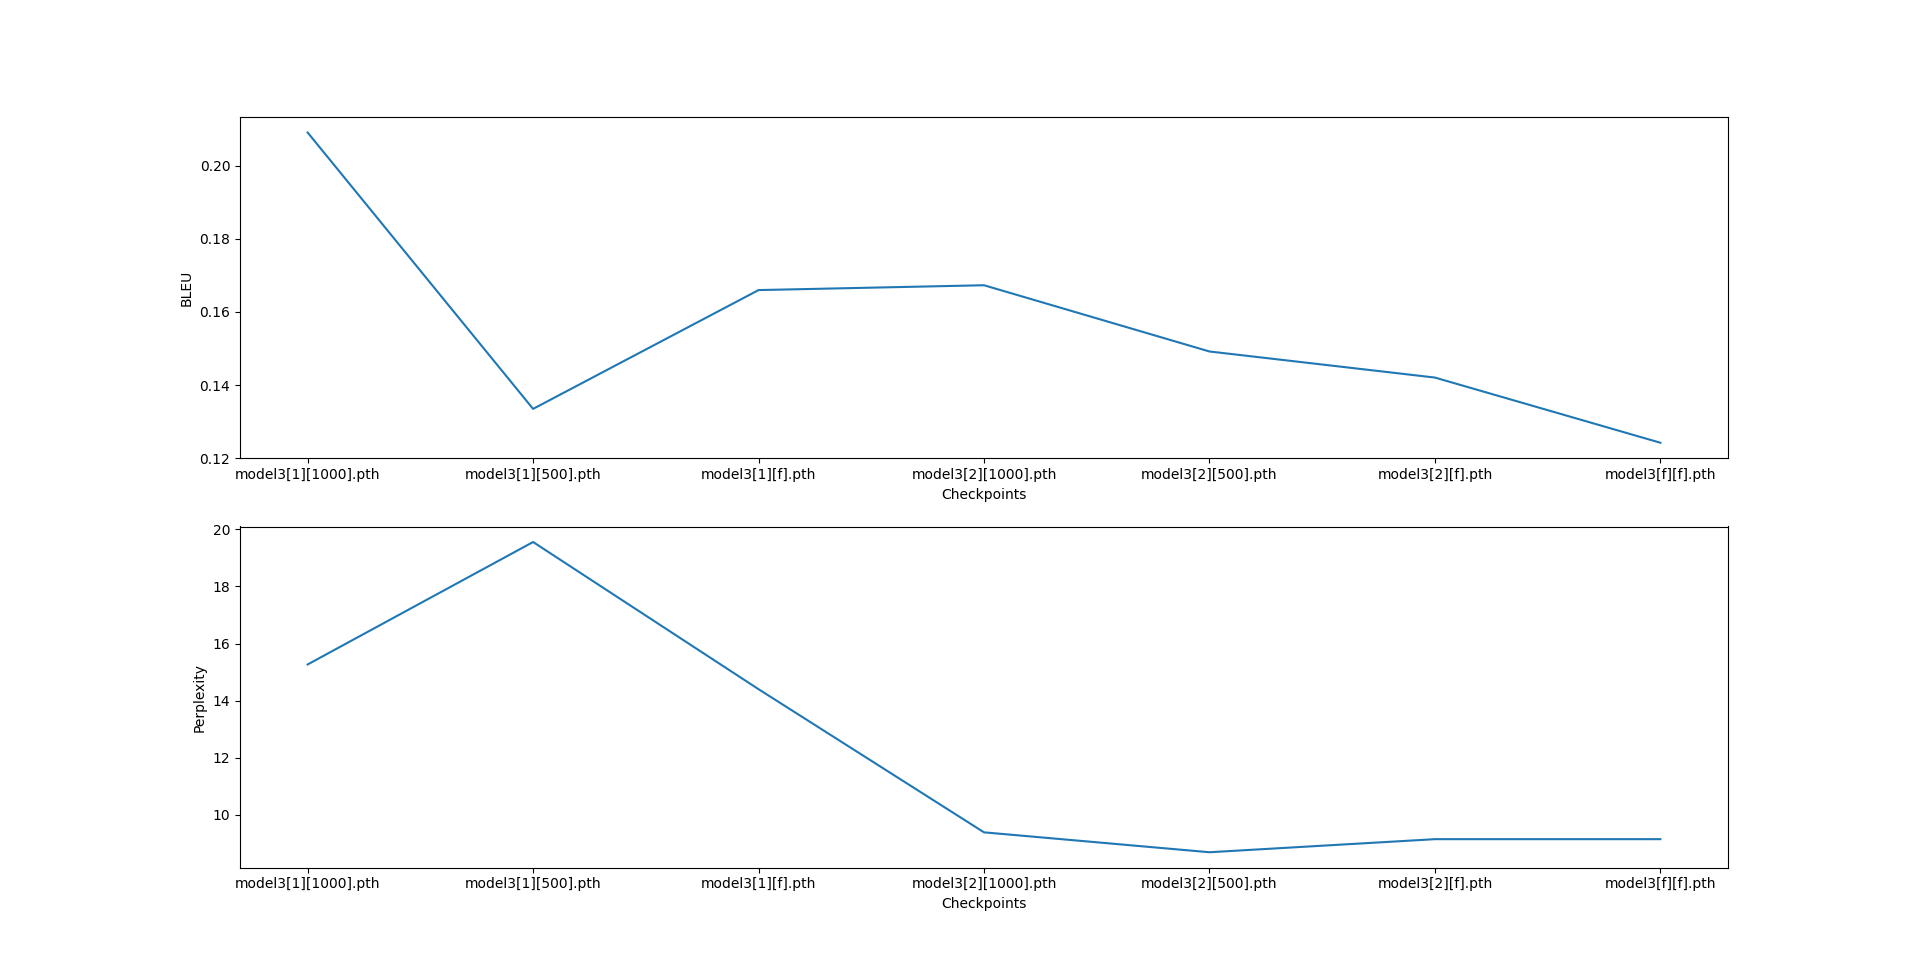 0.20
0.18
BLEU
0.16
0.14
0.12
model3[1][1000].pth model3[1][500].pth model3[1][f].pth model3[2][1000].pth model3[2][500].pth model3[2][f].pth model3[f][f].pth
Checkpoints
20
18
16
Perplexity
14
12
10
model3[1][1000].pth model3[1][500].pth model3[1][f].pth model3[2][1000].pth model3[2][500].pth model3[2][f].pth model3[f][f].pth
Checkpoints